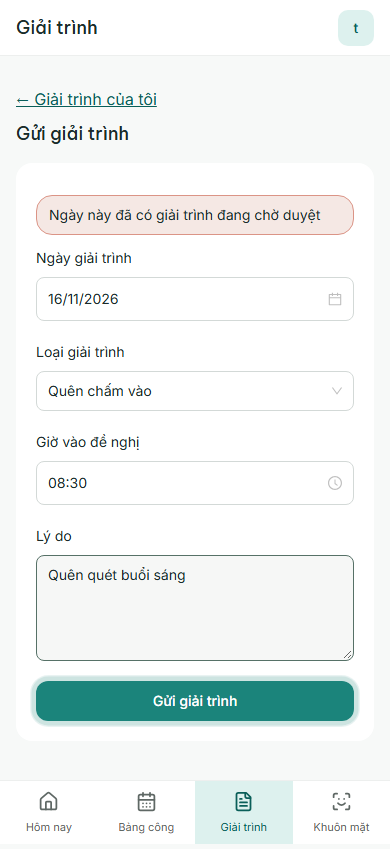 Giải trình
t
← Giải trình của tôi
Gửi giải trình
Ngày này đã có giải trình đang chờ duyệt
Ngày giải trình
16/11/2026
Loại giải trình
Quên chấm vào
Giờ vào đề nghị
08:30
Lý do
Quên quét buổi sáng
Gửi giải trình
Hôm nay
Bảng công
Giải trình
Khuôn mặt